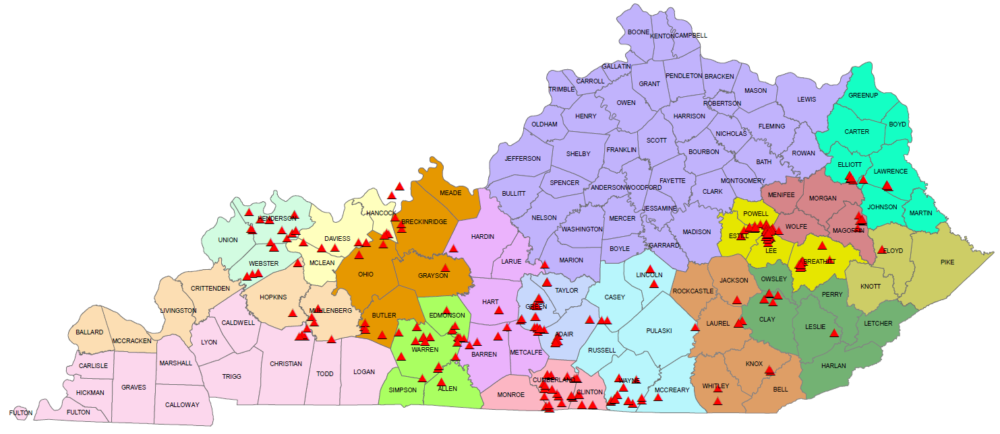 BOONE
KENTON
CAMPBELL
GALLATIN
CARROLL
TRIMBLE
GRANT
PENDLETON
BRACKEN
MASON
LEWIS
GREENUP
OWEN
ROBERTSON
HENRY
HARRISON
OLDHAM
FLEMING
NICHOLAS
CARTER
BOYD
SCOTT
FRANKLIN
BOURBON
ROWAN
BATH
SHELBY
JEFFERSON
ELLIOTT
LAWRENCE
SPENCER
ANDERSON
WOODFORD
FAYETTE
MONTGOMERY
CLARK
BULLITT
MEADE
MENIFEE
MORGAN
JOHNSON
MARTIN
JESSAMINE
POWELL
NELSON
MERCER
WASHINGTON
HANCOCK
BRECKINRIDGE
HENDERSON
UNION
DAVIESS
HARDIN
MADISON
ESTILL
WOLFE
MAGOFFIN
GARRARD
BOYLE
LEE
FLOYD
MARION
LARUE
WEBSTER
MCLEAN
BREATHITT
PIKE
OHIO
GRAYSON
LINCOLN
JACKSON
OWSLEY
CRITTENDEN
TAYLOR
ROCKCASTLE
KNOTT
HOPKINS
CASEY
PERRY
HART
GREEN
LIVINGSTON
MUHLENBERG
BUTLER
EDMONSON
CALDWELL
CLAY
LAUREL
LETCHER
LESLIE
BALLARD
MCCRACKEN
PULASKI
ADAIR
LYON
WARREN
RUSSELL
METCALFE
BARREN
CARLISLE
MARSHALL
CHRISTIAN
KNOX
HARLAN
LOGAN
TODD
TRIGG
CUMBERLAND
WAYNE
WHITLEY
GRAVES
HICKMAN
SIMPSON
ALLEN
MONROE
CLINTON
MCCREARY
BELL
CALLOWAY
FULTON
FULTON